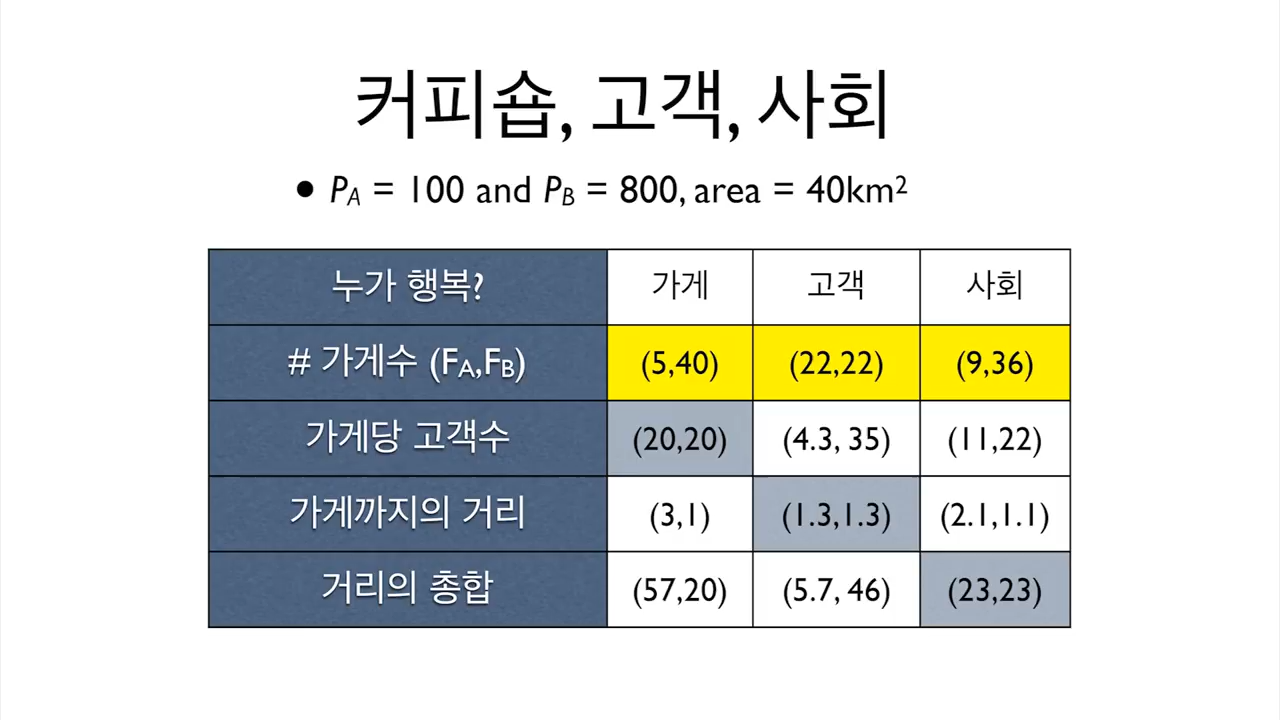 커피숍, 고객, 사회
• PA = 100 and PB = 800, area = 40km²
누가 행복? 가게 고객 사회
# 가게수 (FA,FB) (5,40) (22,22) (9,36)
가게당 고객수 (20,20) (4.3, 35) (11,22)
가게까지의 거리 (3,1) (1.3,1.3) (2.1,1.1)
거리의 총합 (57,20) (5.7, 46) (23,23)